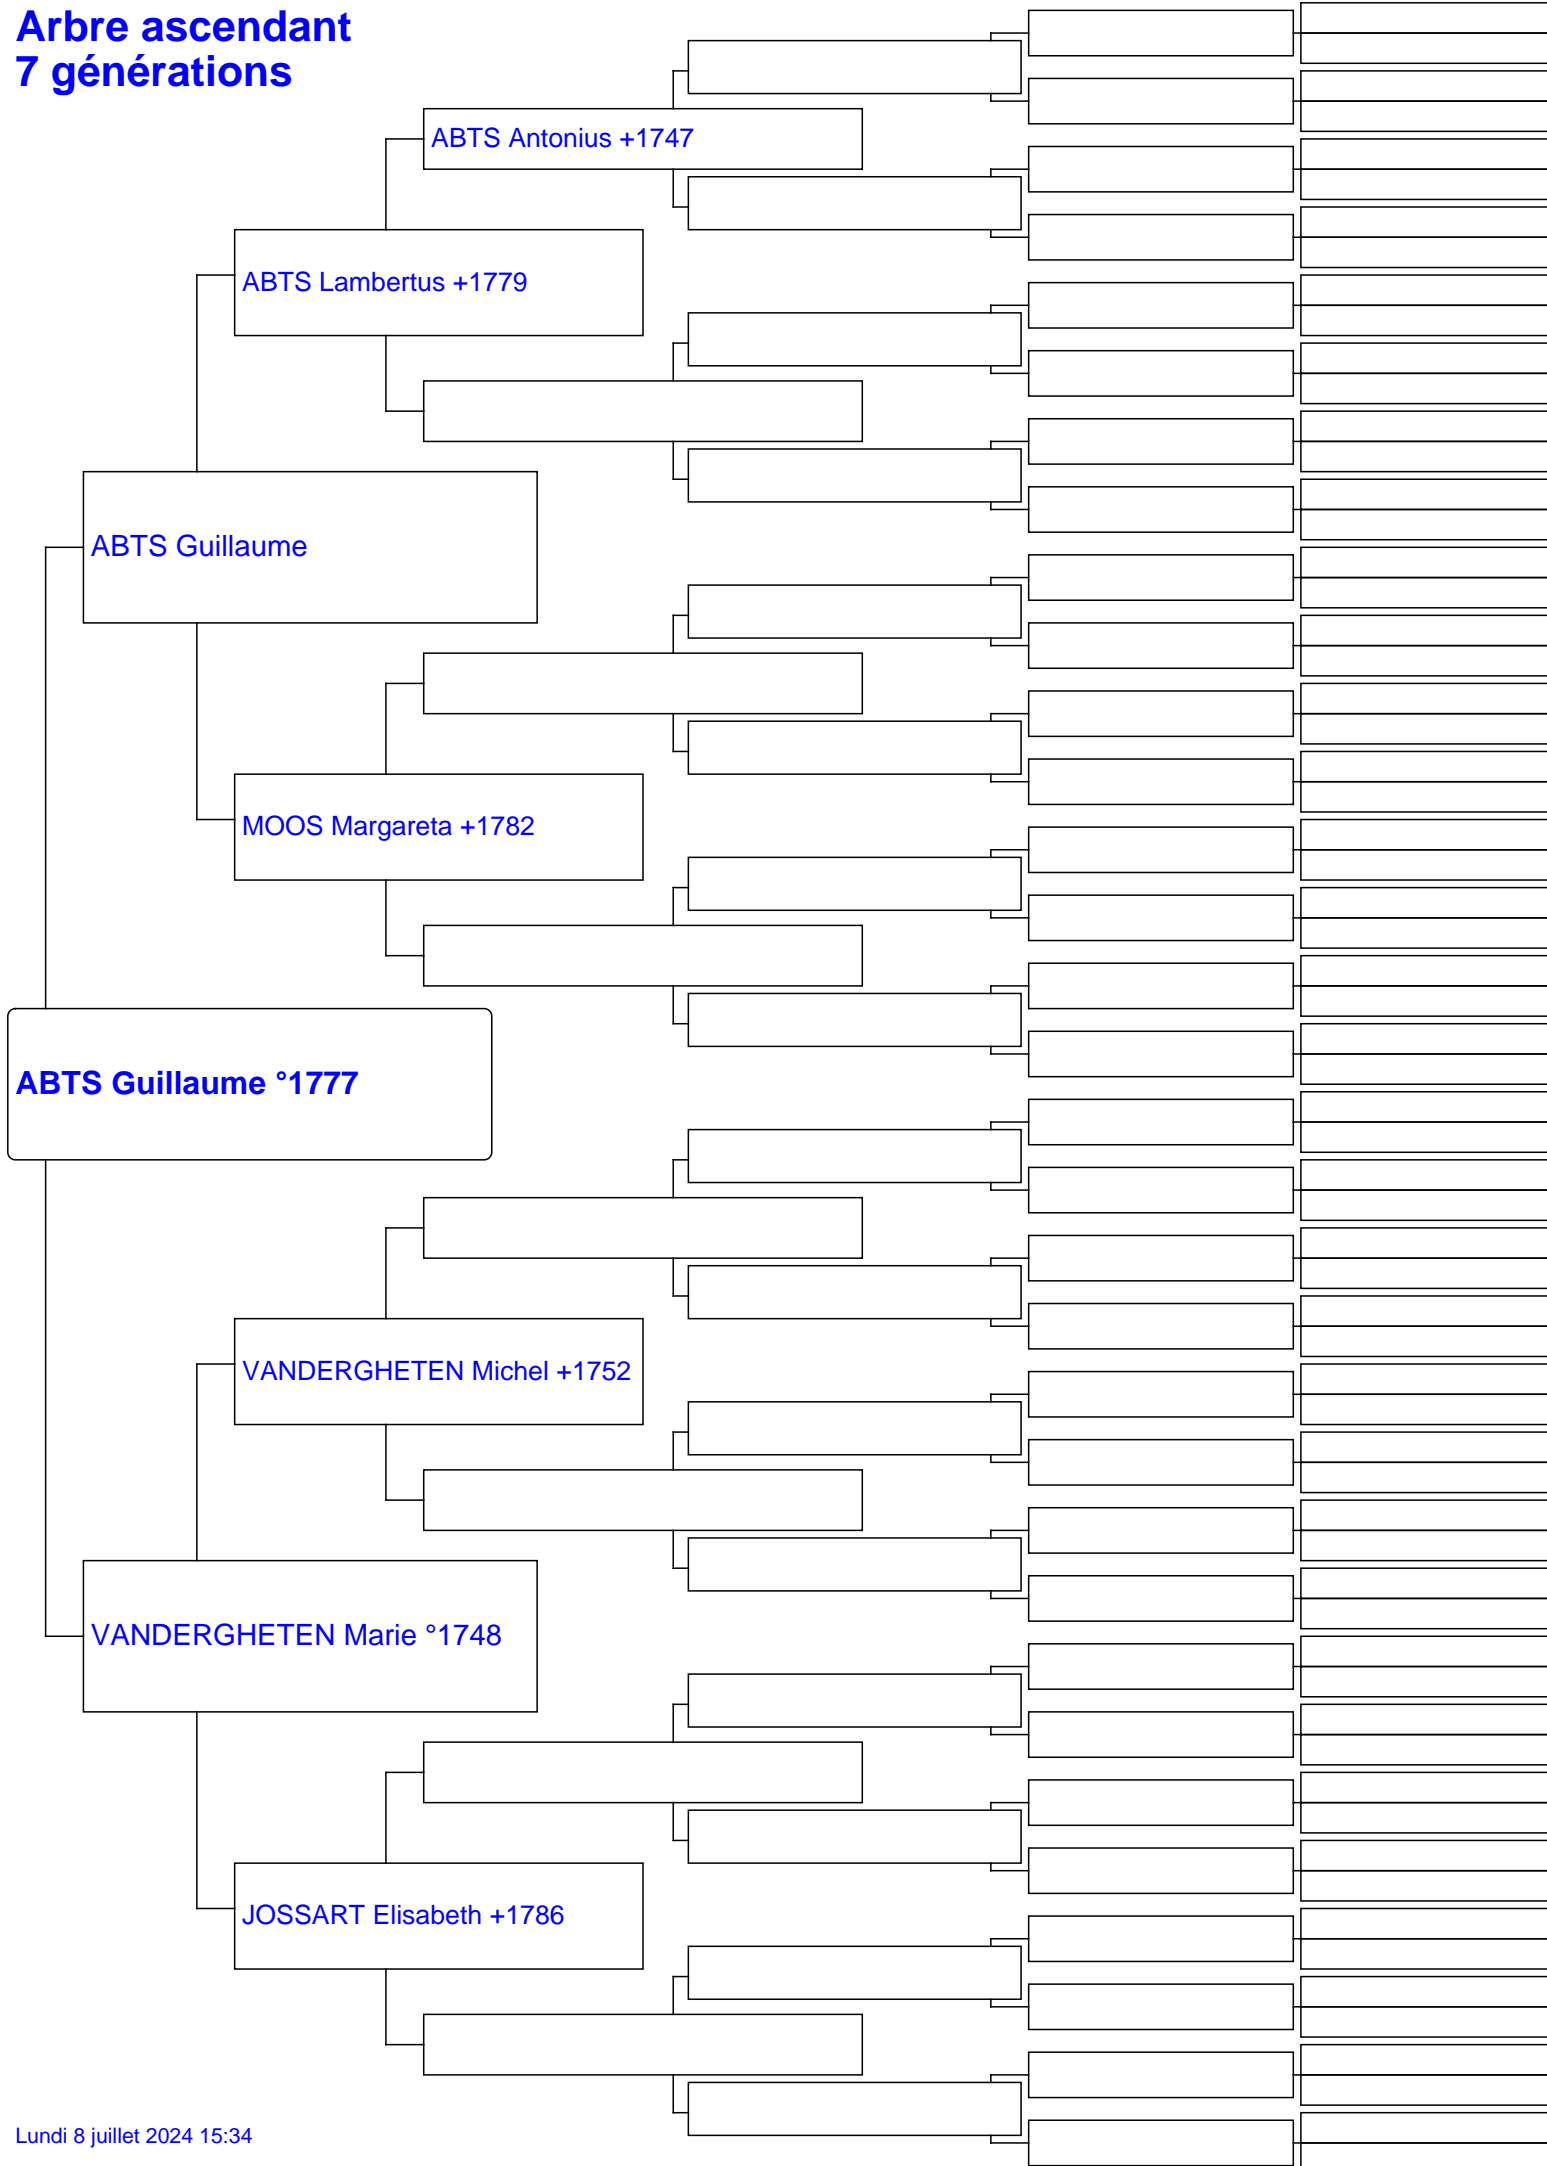 Arbre ascendant
7 générations
ABTS Antonius +1747
ABTS Lambertus +1779
ABTS Guillaume
MOOS Margareta +1782
ABTS Guillaume °1777
VANDERGHETEN Michel +1752
VANDERGHETEN Marie °1748
JOSSART Elisabeth +1786
Lundi 8 juillet 2024 15:34